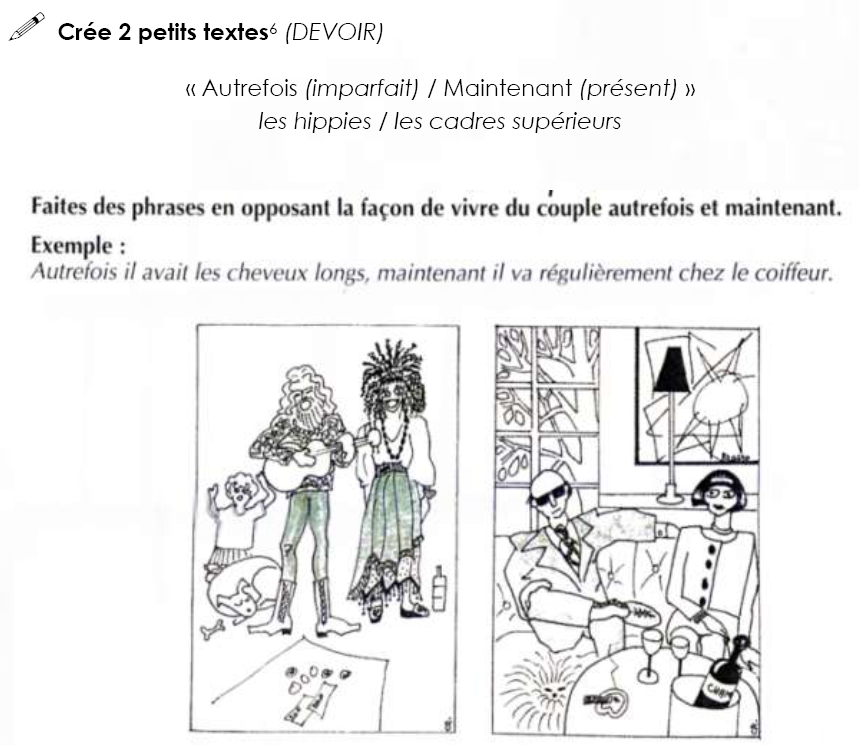 Crée 2 petits textes⁶ (DEVOIR)
« Autrefois (imparfait) / Maintenant (présent) »
les hippies / les cadres supérieurs
Faites des phrases en opposant la façon de vivre du couple autrefois et maintenant.
Exemple :
Autrefois il avait les cheveux longs, maintenant il va régulièrement chez le coiffeur.
CHAM